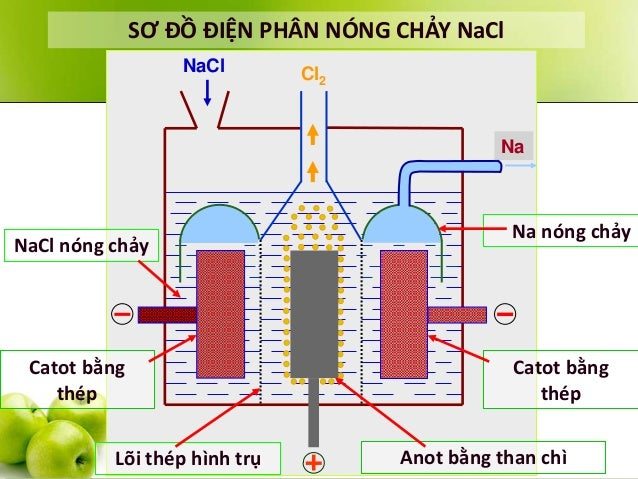 SƠ ĐỒ ĐIỆN PHÂN NÓNG CHẢY NaCl
NaCl
Cl₂
Na
Na nóng chảy
NaCl nóng chảy
−
−
Catot bằng
thép
Catot bằng
thép
Lõi thép hình trụ
+
Anot bằng than chì